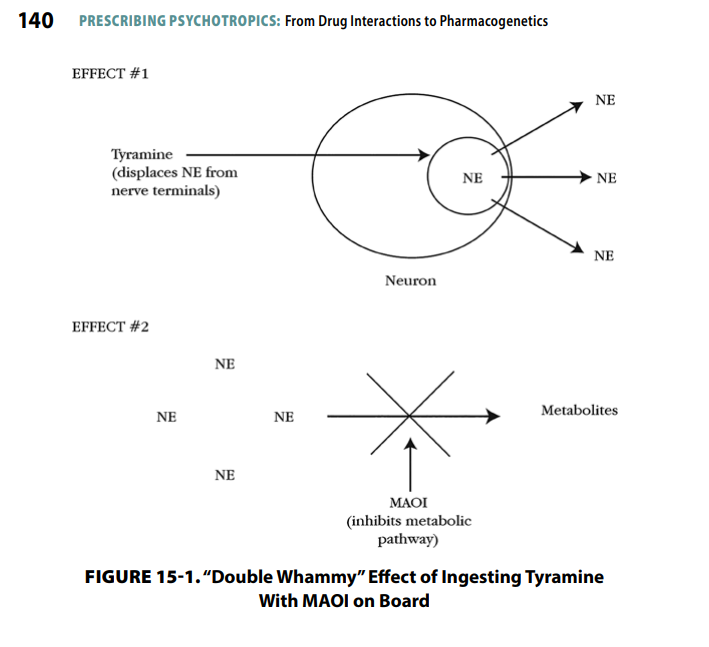 140 PRESCRIBING PSYCHOTROPICS: From Drug Interactions to Pharmacogenetics
EFFECT #1
NE
Tyramine
(displaces NE from
nerve terminals)
NE
NE
NE
Neuron
EFFECT #2
NE
NE
NE
Metabolites
NE
MAOI
(inhibits metabolic
pathway)
FIGURE 15-1. “Double Whammy” Effect of Ingesting Tyramine
With MAOI on Board